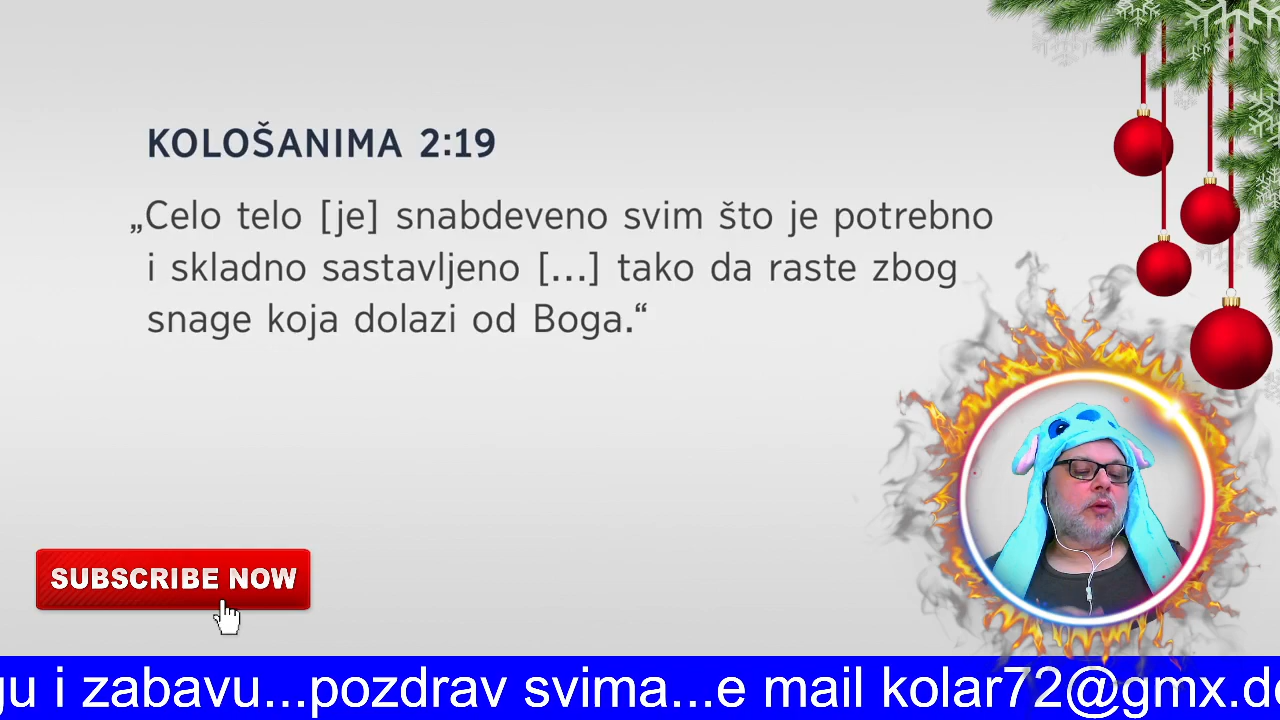 KOLOŠANIMA 2:19
„Celo telo [je] snabdeveno svim što je potrebno
i skladno sastavljeno [...] tako da raste zbog
snage koja dolazi od Boga.“
SUBSCRIBE NOW
gu i zabavu...pozdrav svima...e mail kolar72@gmx.de